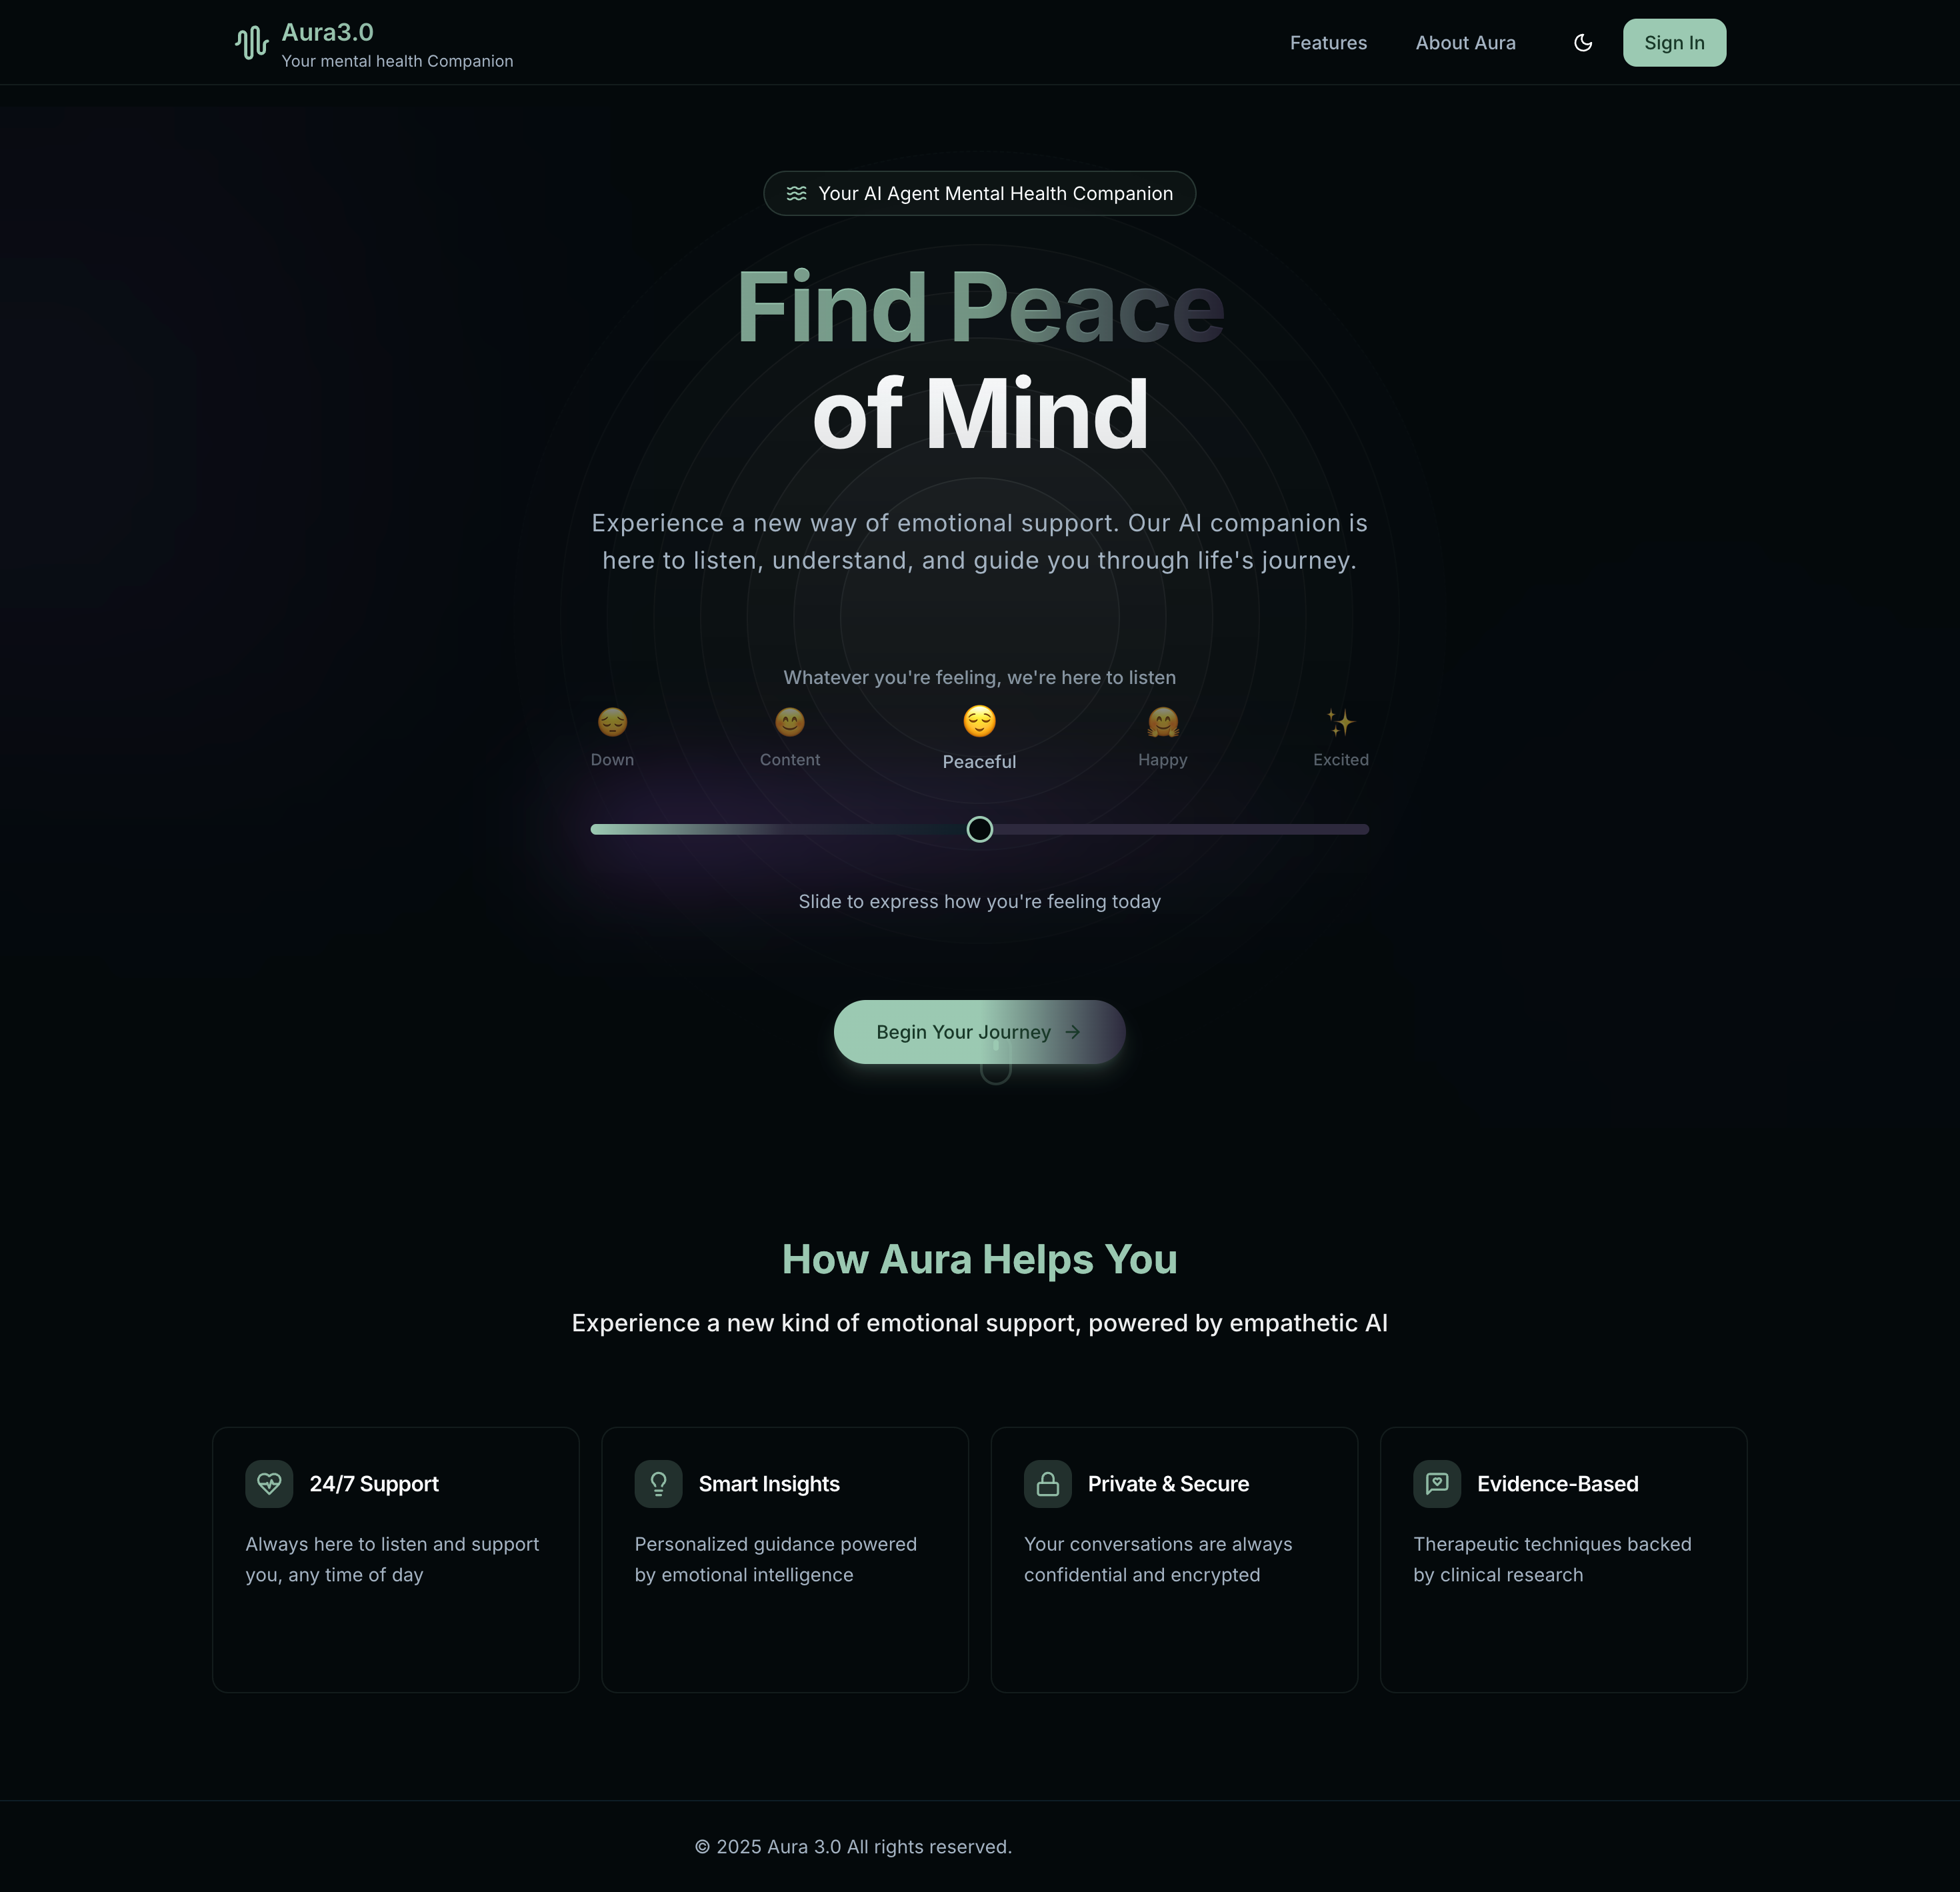 Aura3.0
Your mental health Companion
Features
About Aura
Sign In
Your AI Agent Mental Health Companion
Find Peace
of Mind
Experience a new way of emotional support. Our AI companion is
here to listen, understand, and guide you through life's journey.
Whatever you're feeling, we're here to listen
Down
Content
Peaceful
Happy
Excited
Slide to express how you're feeling today
Begin Your Journey
How Aura Helps You
Experience a new kind of emotional support, powered by empathetic AI
24/7 Support
Always here to listen and support
you, any time of day
Smart Insights
Personalized guidance powered
by emotional intelligence
Private & Secure
Your conversations are always
confidential and encrypted
Evidence-Based
Therapeutic techniques backed
by clinical research
© 2025 Aura 3.0 All rights reserved.